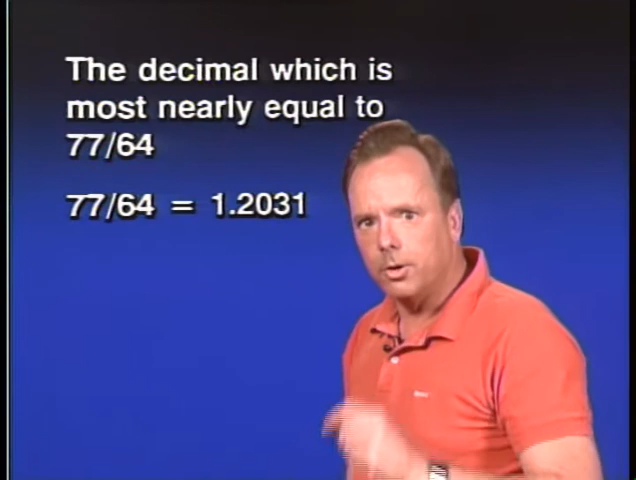 The decimal which is
most nearly equal to
77/64
77/64 = 1.2031